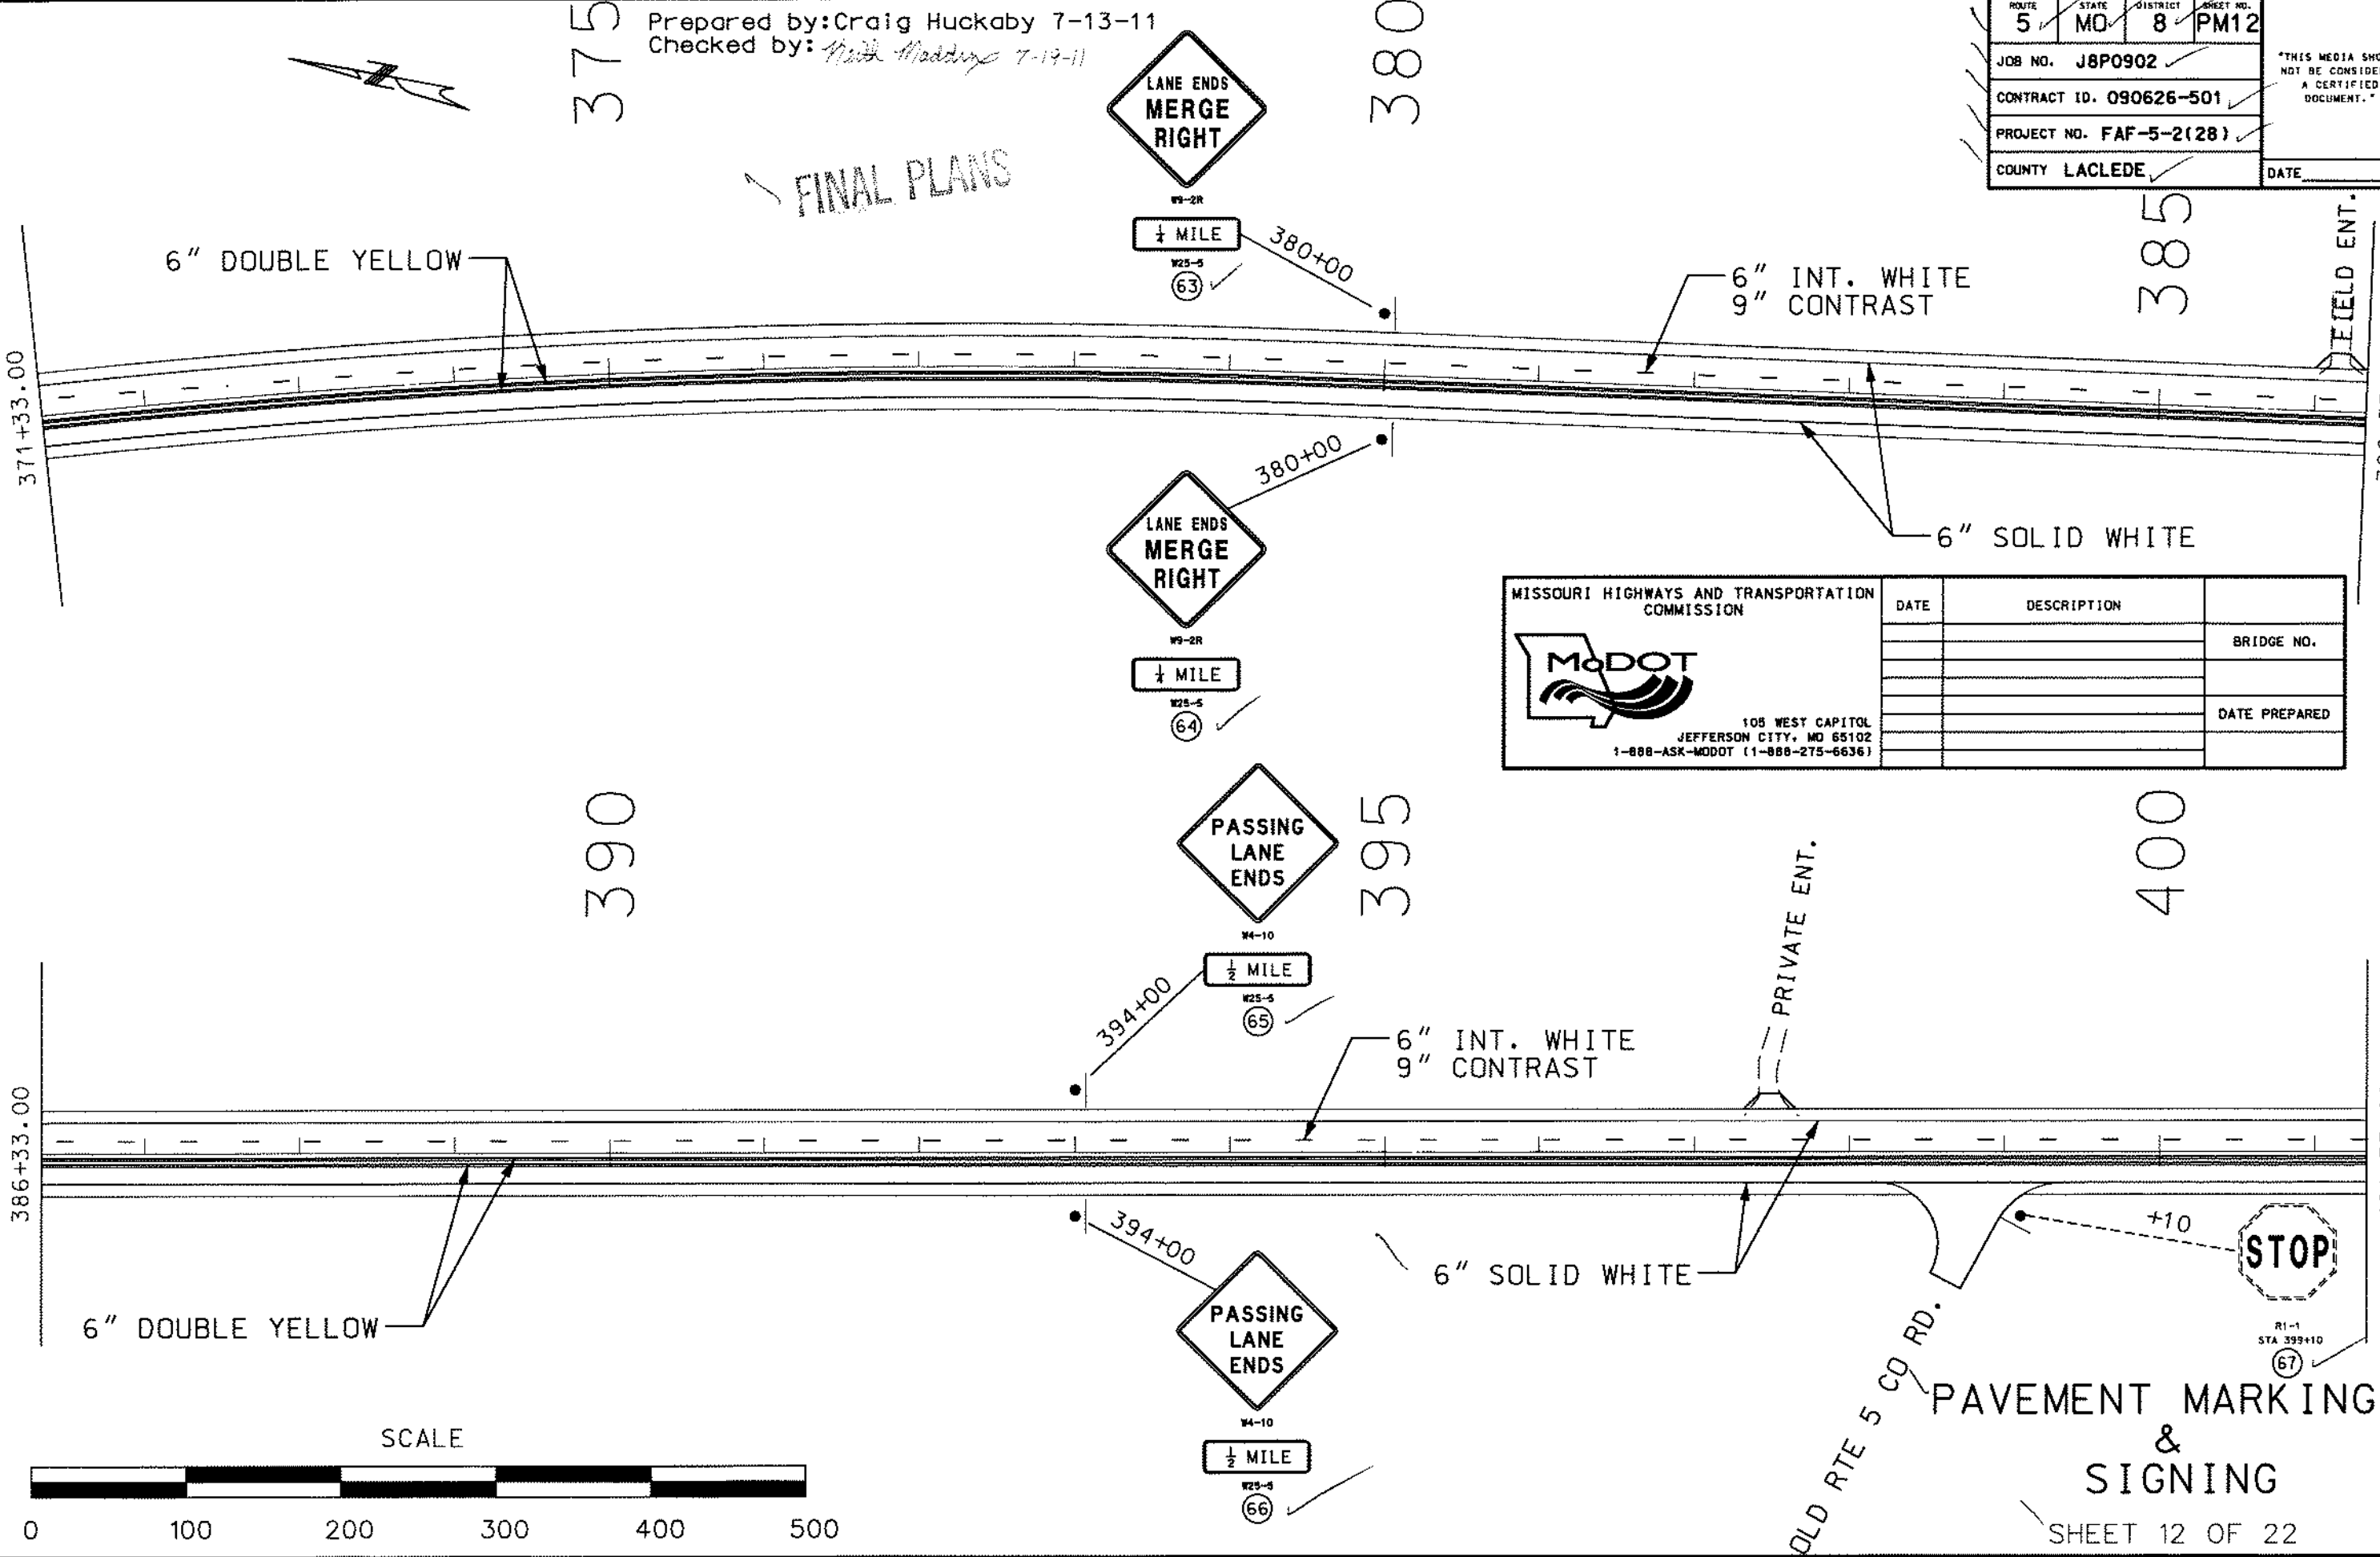 Prepared by:Craig Huckaby 7-13-11
Checked by: Keith Maddux 7-19-11
FINAL PLANS
375
380
385
ROUTE
5
STATE
MO
DISTRICT
8
SHEET NO.
PM12
JOB NO. J8P0902
CONTRACT ID. 090626-501
PROJECT NO. FAF-5-2(28)
COUNTY LACLEDE
DATE
LANE ENDS
MERGE
RIGHT
W9-2R
¼ MILE
W25-5
63
380+00
6" DOUBLE YELLOW
6" INT. WHITE
9" CONTRAST
FIELD ENT.
371+33.00
380+00
LANE ENDS
MERGE
RIGHT
W9-2R
¼ MILE
W25-5
64
6" SOLID WHITE
MISSOURI HIGHWAYS AND TRANSPORTATION
COMMISSION
MoDOT
105 WEST CAPITOL
JEFFERSON CITY, MO 65102
1-888-ASK-MODOT (1-888-275-6636)
DATE
DESCRIPTION
BRIDGE NO.
DATE PREPARED
390
395
400
PASSING
LANE
ENDS
W4-10
½ MILE
W25-5
65
394+00
6" INT. WHITE
9" CONTRAST
PRIVATE ENT.
386+33.00
394+00
PASSING
LANE
ENDS
W4-10
½ MILE
W25-5
66
6" DOUBLE YELLOW
6" SOLID WHITE
+10
STOP
R1-1
STA 399+10
67
OLD RTE 5 CO RD.
SCALE
0 100 200 300 400 500
PAVEMENT MARKING
&
SIGNING
SHEET 12 OF 22